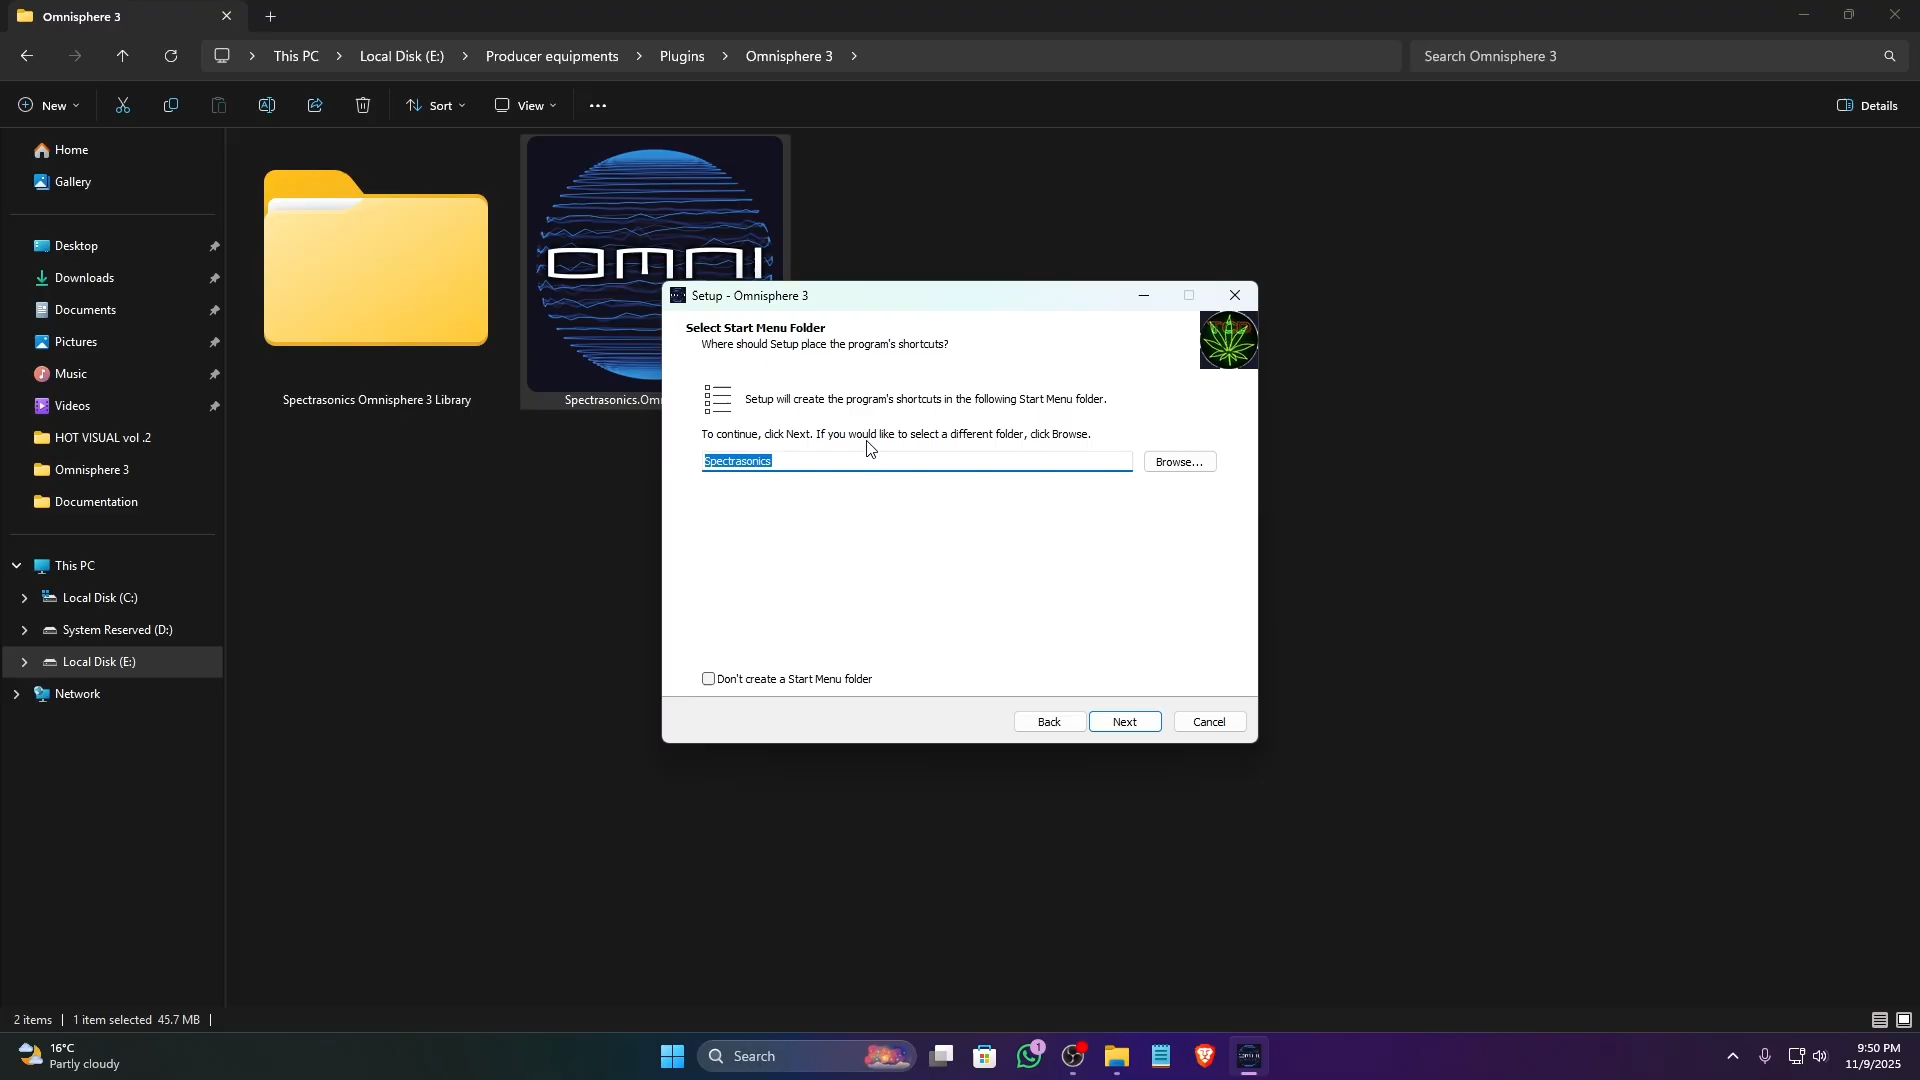 Omnisphere 3
This PC
Local Disk (E:)
Producer equipments
Plugins
Omnisphere 3
Search Omnisphere 3
New
Sort
View
Details
Home
Gallery
Desktop
Downloads
Documents
Pictures
Music
Videos
HOT VISUAL vol .2
Omnisphere 3
Documentation
This PC
Local Disk (C:)
System Reserved (D:)
Local Disk (E:)
Network
Spectrasonics Omnisphere 3 Library
OMNI
Spectrasonics.Om
Setup - Omnisphere 3
Select Start Menu Folder
Where should Setup place the program's shortcuts?
Setup will create the program's shortcuts in the following Start Menu folder.
To continue, click Next. If you would like to select a different folder, click Browse.
Spectrasonics
Browse...
Don't create a Start Menu folder
Back
Next
Cancel
2 items
1 item selected 45.7 MB
16°C
Partly cloudy
Search
1
9:50 PM
11/9/2025